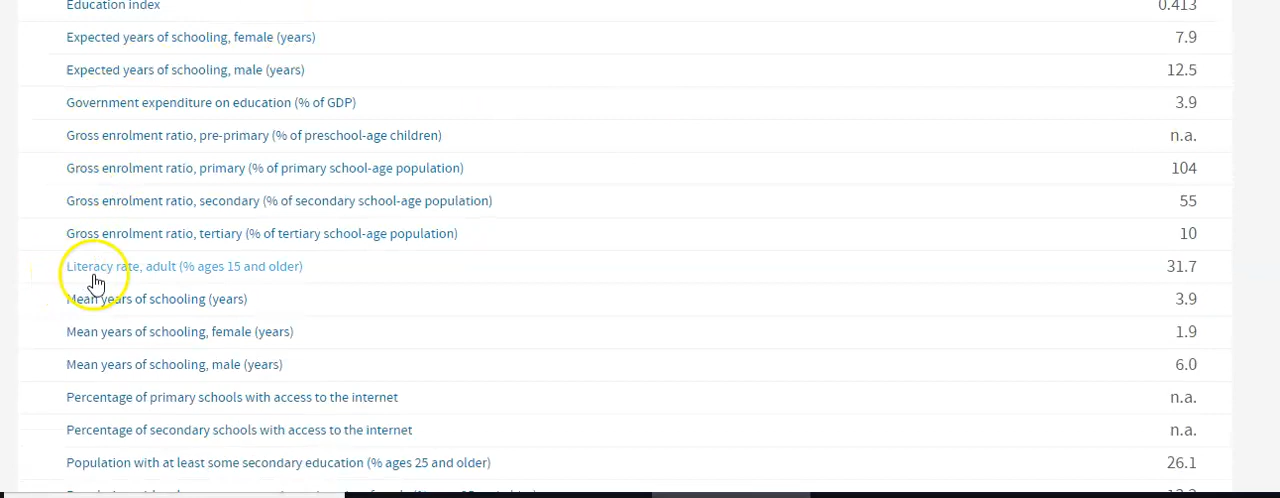 Education index 0.413
Expected years of schooling, female (years) 7.9
Expected years of schooling, male (years) 12.5
Government expenditure on education (% of GDP) 3.9
Gross enrolment ratio, pre-primary (% of preschool-age children) n.a.
Gross enrolment ratio, primary (% of primary school-age population) 104
Gross enrolment ratio, secondary (% of secondary school-age population) 55
Gross enrolment ratio, tertiary (% of tertiary school-age population) 10
Literacy rate, adult (% ages 15 and older) 31.7
Mean years of schooling (years) 3.9
Mean years of schooling, female (years) 1.9
Mean years of schooling, male (years) 6.0
Percentage of primary schools with access to the internet n.a.
Percentage of secondary schools with access to the internet n.a.
Population with at least some secondary education (% ages 25 and older) 26.1